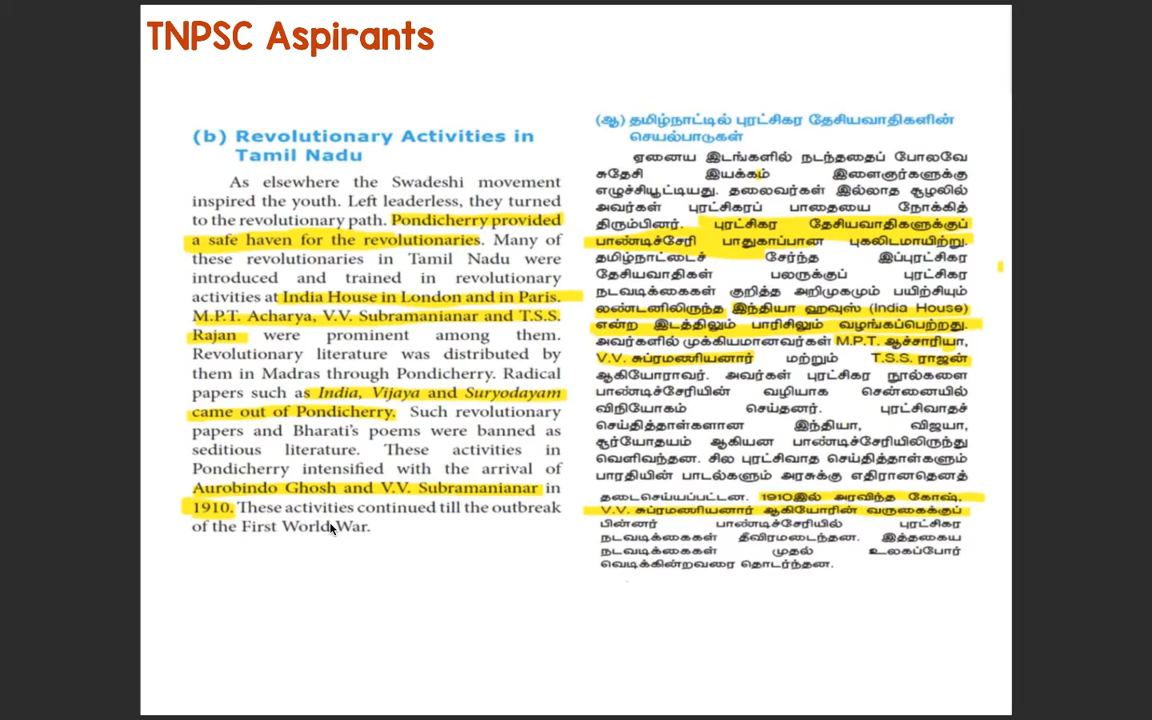 TNPSC Aspirants
(b) Revolutionary Activities in
Tamil Nadu
As elsewhere the Swadeshi movement
inspired the youth. Left leaderless, they turned
to the revolutionary path. Pondicherry provided
a safe haven for the revolutionaries. Many of
these revolutionaries in Tamil Nadu were
introduced and trained in revolutionary
activities at India House in London and in Paris.
M.P.T. Acharya, V.V. Subramanianar and T.S.S.
Rajan were prominent among them.
Revolutionary literature was distributed by
them in Madras through Pondicherry. Radical
papers such as India, Vijaya and Suryodayam
came out of Pondicherry. Such revolutionary
papers and Bharati's poems were banned as
seditious literature. These activities in
Pondicherry intensified with the arrival of
Aurobindo Ghosh and V.V. Subramanianar in
1910. These activities continued till the outbreak
of the First World War.
(ஆ) தமிழ்நாட்டில் புரட்சிகர தேசியவாதிகளின்
செயல்பாடுகள்
ஏனைய இடங்களில் நடந்ததைப் போலவே
சுதேசி இயக்கம் இளைஞர்களுக்கு
எழுச்சியூட்டியது. தலைவர்கள் இல்லாத சூழலில்
அவர்கள் புரட்சிகரப் பாதையை நோக்கித்
திரும்பினர். புரட்சிகர தேசியவாதிகளுக்குப்
பாண்டிச்சேரி பாதுகாப்பான புகலிடமாயிற்று.
தமிழ்நாட்டைச் சேர்ந்த இப்புரட்சிகர
தேசியவாதிகள் பலருக்குப் புரட்சிகர
நடவடிக்கைகள் குறித்த அறிமுகமும் பயிற்சியும்
லண்டனிலிருந்த இந்தியா ஹவுஸ் (India House)
என்ற இடத்திலும் பாரிசிலும் வழங்கப்பெற்றது.
அவர்களில் முக்கியமானவர்கள் M.P.T. ஆச்சாரியா,
V.V. சுப்ரமணியனார் மற்றும் T.S.S. ராஜன்
ஆகியோராவர். அவர்கள் புரட்சிகர நூல்களை
பாண்டிச்சேரியின் வழியாக சென்னையில்
விநியோகம் செய்தனர். புரட்சிவாதச்
செய்தித்தாள்களான இந்தியா, விஜயா,
சூர்யோதயம் ஆகியன பாண்டிச்சேரியிலிருந்து
வெளிவந்தன. சில புரட்சிவாத செய்தித்தாள்களும்
பாரதியின் பாடல்களும் அரசுக்கு எதிரானதெனத்
தடைசெய்யப்பட்டன. 1910இல் அரவிந்த கோஷ்,
V.V. சுப்ரமணியனார் ஆகியோரின் வருகைக்குப்
பின்னர் பாண்டிச்சேரியில் புரட்சிகர
நடவடிக்கைகள் தீவிரமடைந்தன. இத்தகைய
நடவடிக்கைகள் முதல் உலகப்போர்
வெடிக்கின்றவரை தொடர்ந்தன.